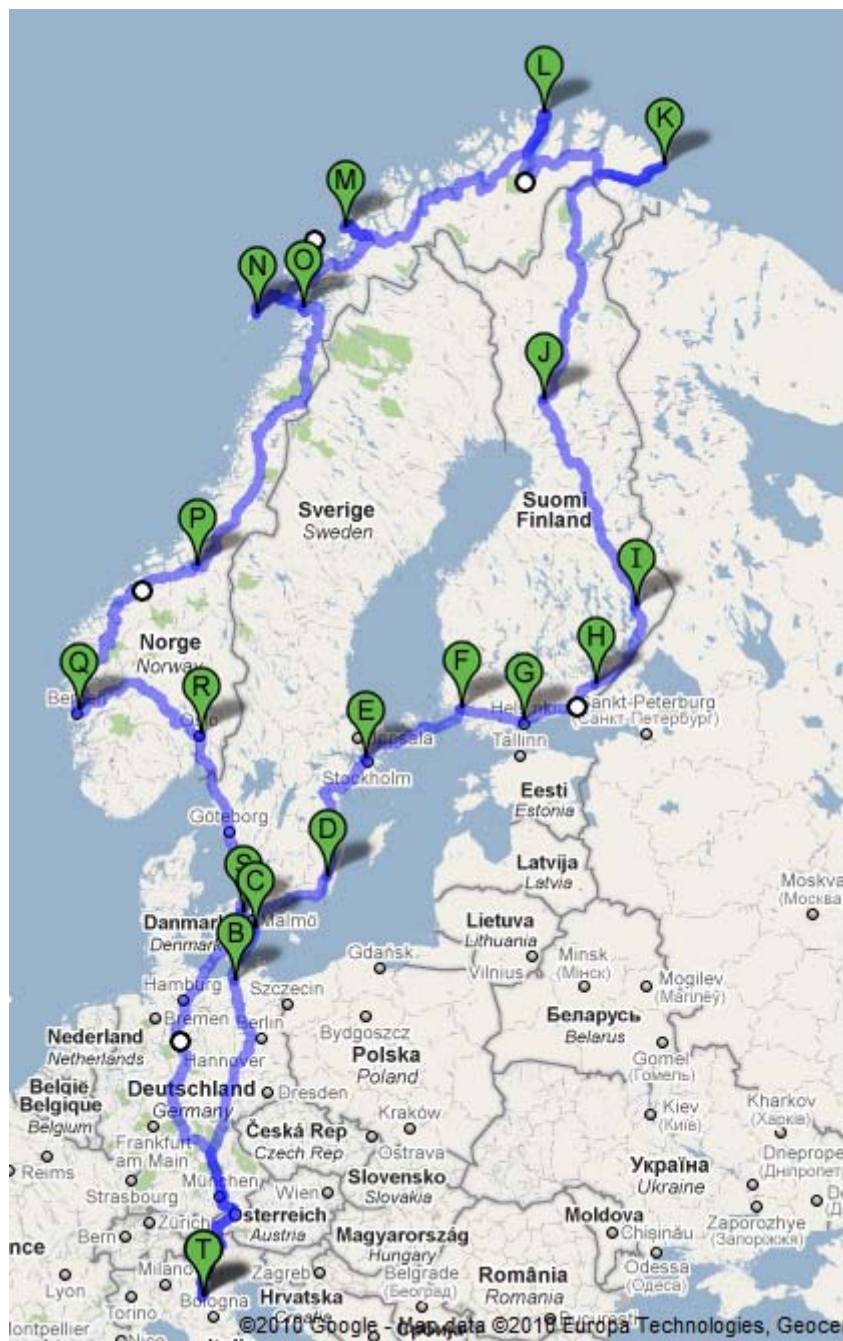 L
K
M
N
O
J
Suomi
Finland
Sverige
Sweden
P
I
Norge
Norway
Q
R
F
H
G
Sankt-Peterburg
(Санкт-Петербург)
E
Tallinn
Stockholm
Eesti
Estonia
Göteborg
D
Latvija
Latvia
S
C
Moskva
(Москва)
Danmark
Denmark
Malmö
B
Lietuva
Lithuania
Vilnius
Minsk
(Мінск)
Gdańsk
Hamburg
Szczecin
Mogilev
(Магілёў)
Bremen
Bydgoszcz
Беларусь
Belarus
Nederland
Netherlands
Berlin
Hannover
Polska
Poland
Gomel
(Гомель)
België
Belgique
Belgium
Deutschland
Germany
Dresden
Kiev
(Київ)
Kharkov
(Харків)
Frankfurt
am Main
Česká Rep
Czech Rep
Kraków
Ostrava
Reims
Україна
Ukraine
Strasbourg
München
Wien
Slovensko
Slovakia
Zaporozhye
(Запоріжжя)
Zürich
Österreich
Austria
Bern
Magyarország
Hungary
Moldova
Chișinău
T
Lyon
Milano
Zagreb
Belgrade
(Београд)
România
Romania
Odessa
(Одеса)
Torino
Bologna
Hrvatska
Croatia
©2010 Google - Map data ©2010 Europa Technologies,